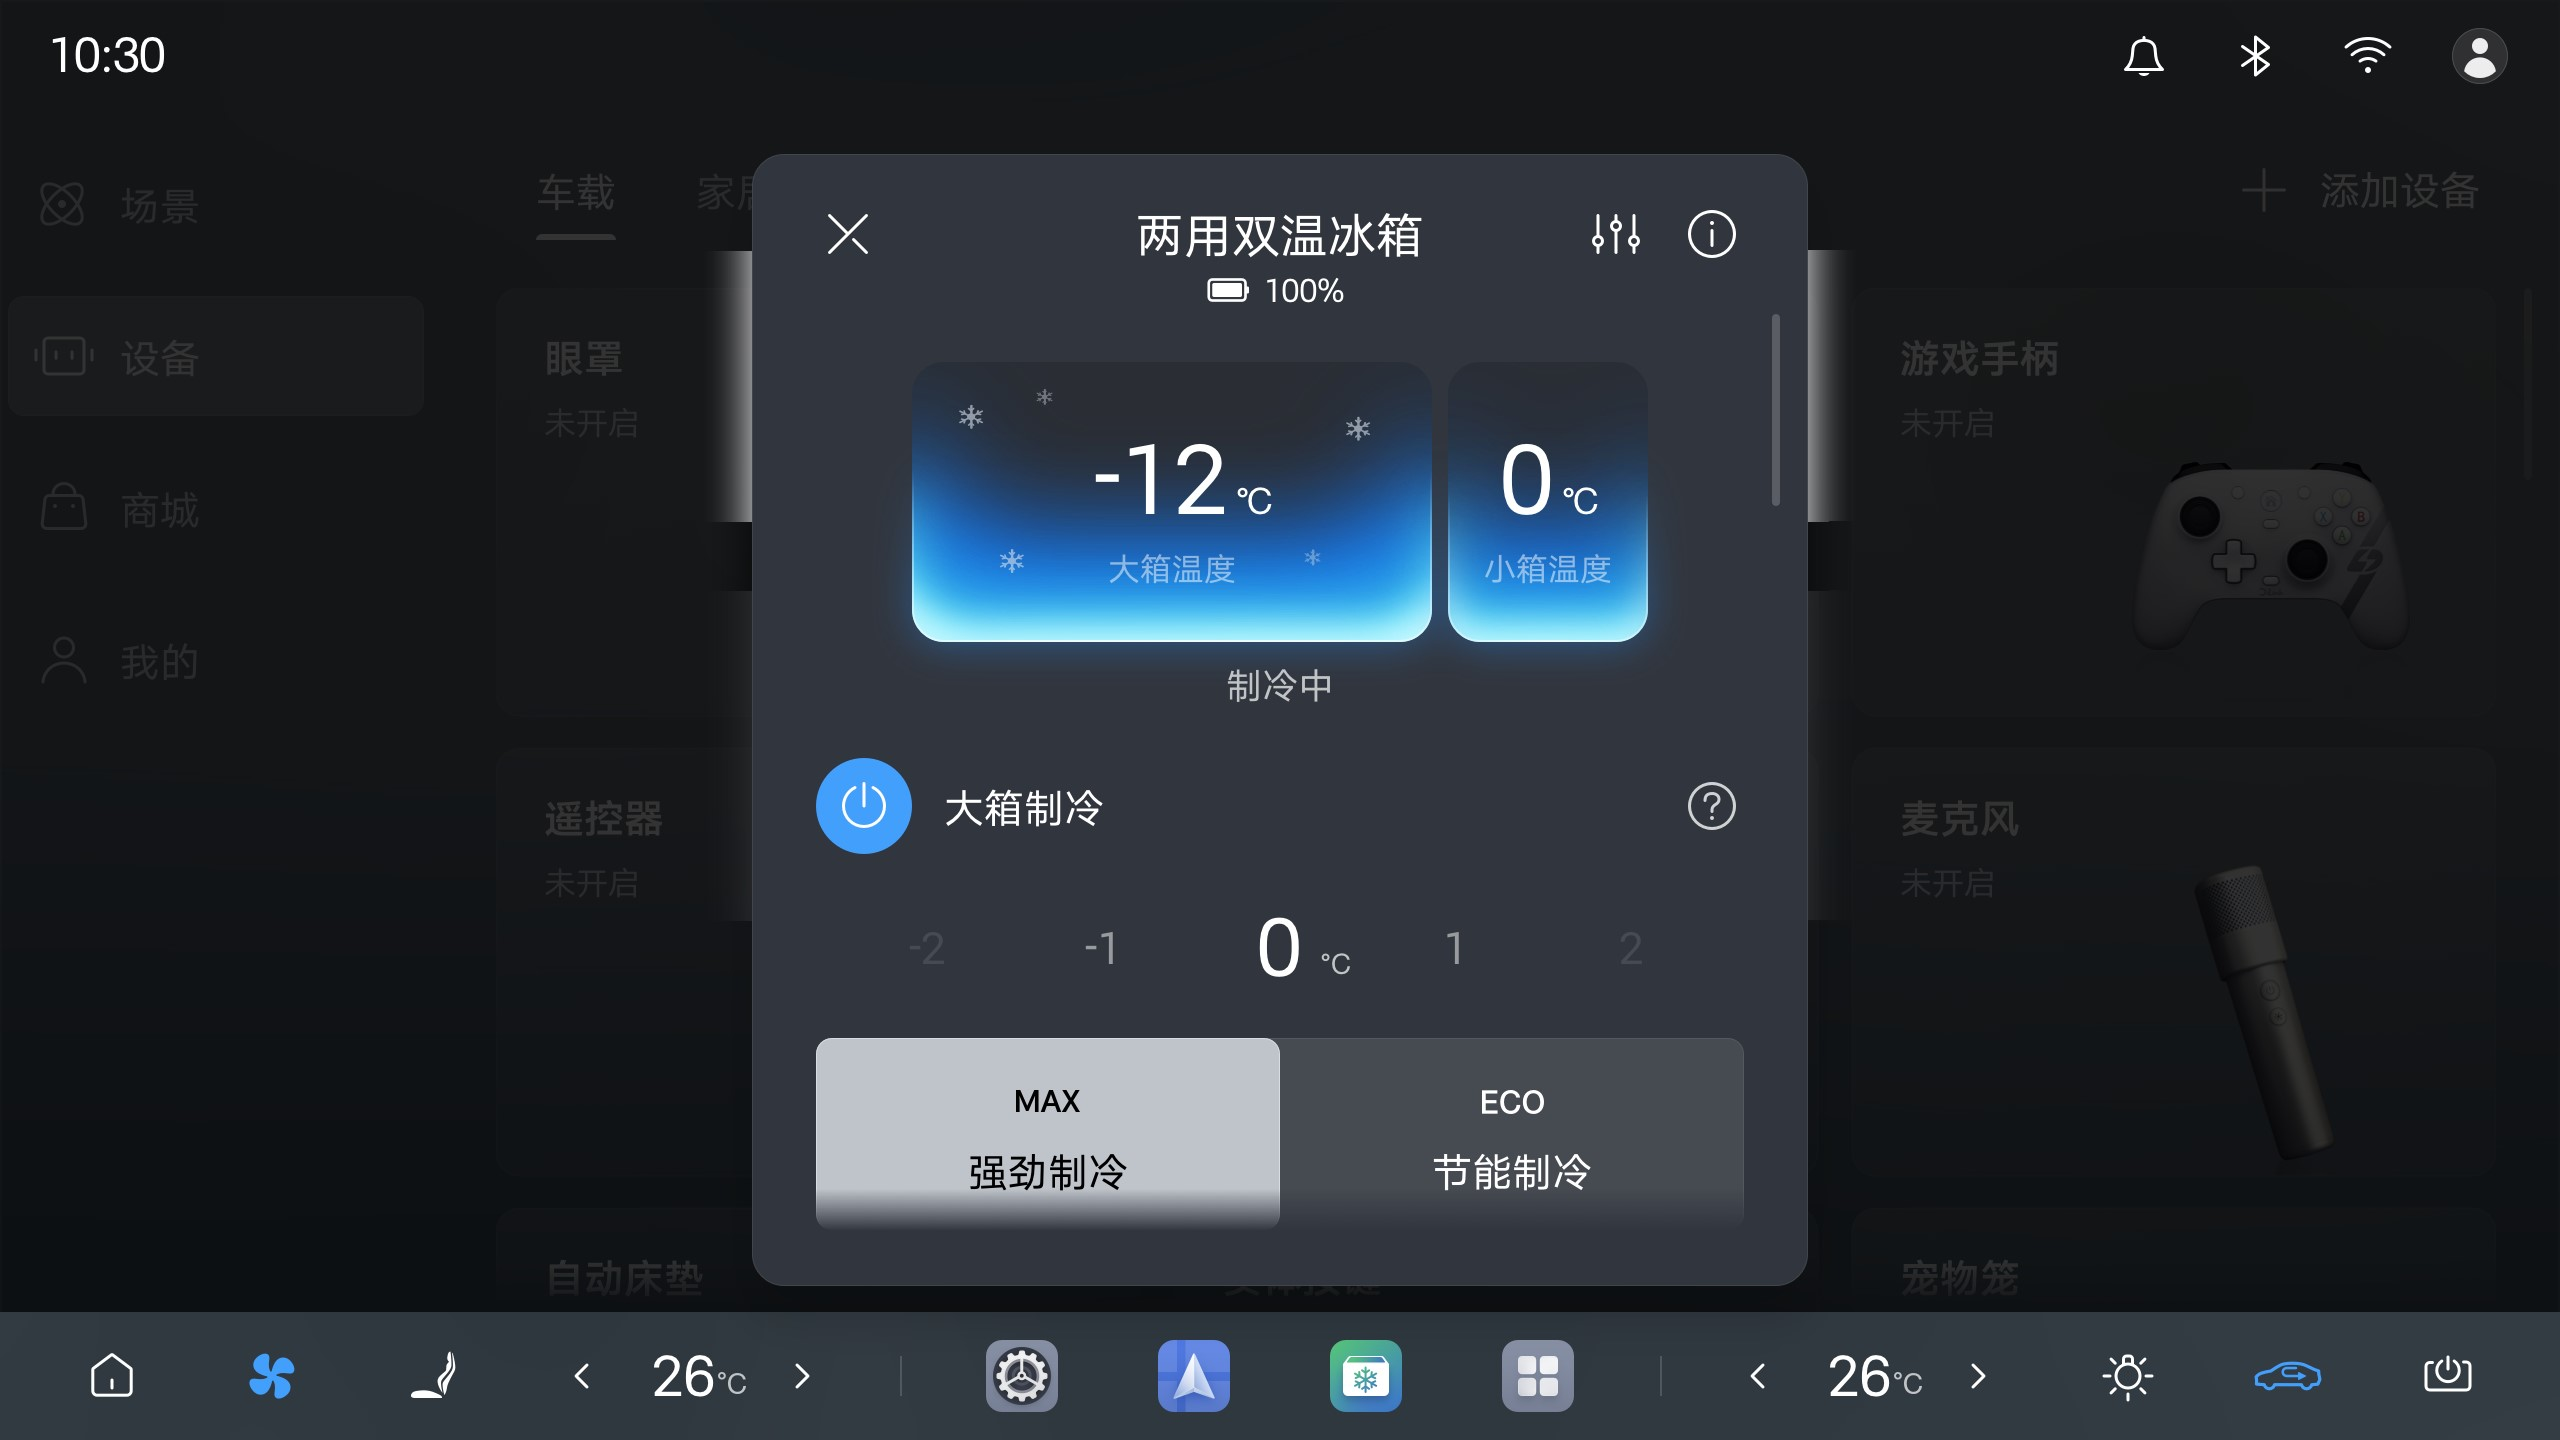 10:30
场景
设备
商城
我的
车载
添加设备
眼罩
未开启
遥控器
未开启
自动床垫
游戏手柄
未开启
麦克风
未开启
宠物笼
两用双温冰箱
100%
-12℃
大箱温度
0℃
小箱温度
制冷中
大箱制冷
-2 -1 0℃ 1 2
MAX
强劲制冷
ECO
节能制冷
26℃
26℃